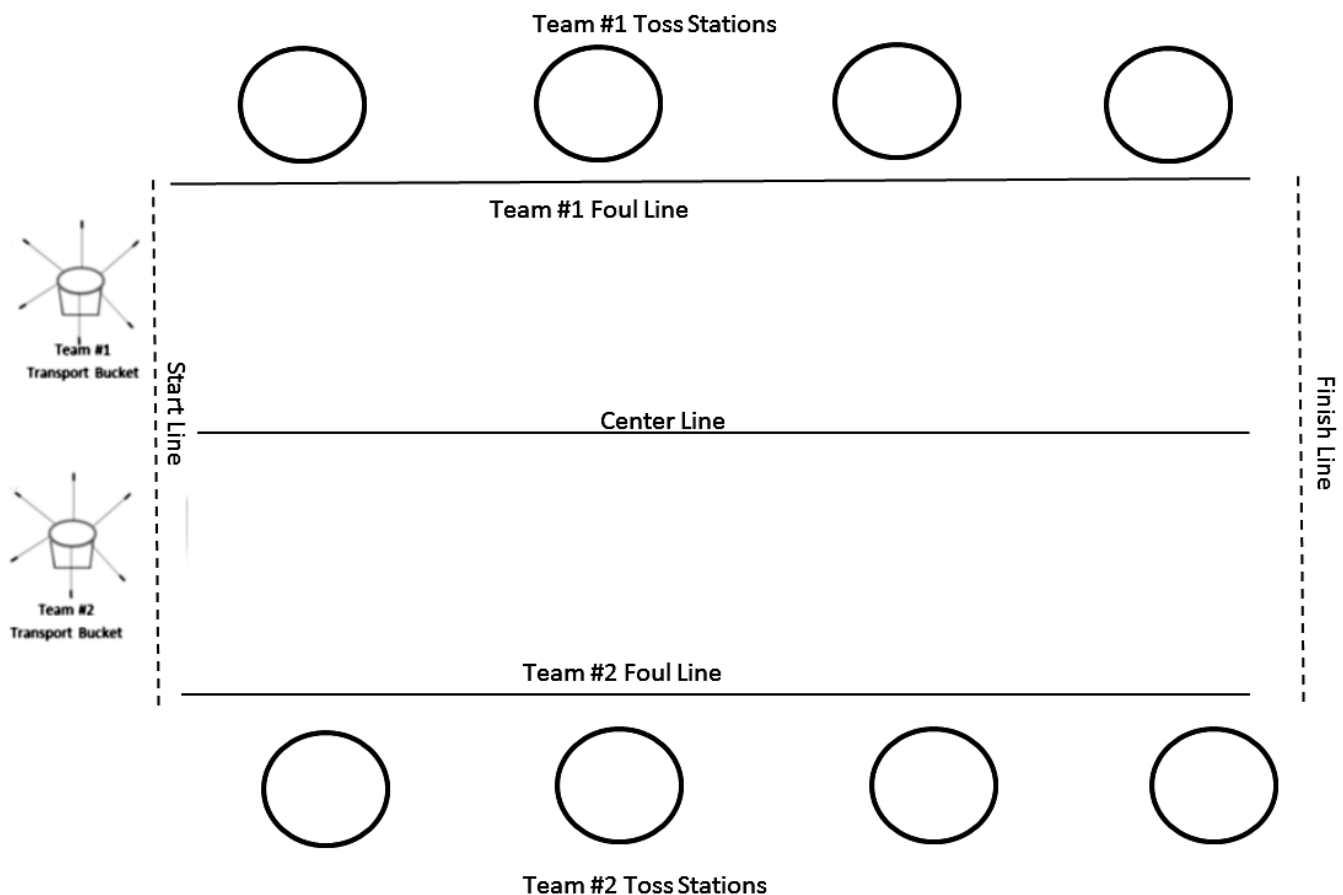 Team #1 Toss Stations
Team #1 Foul Line
Team #1
Transport Bucket
Start Line
Center Line
Finish Line
Team #2
Transport Bucket
Team #2 Foul Line
Team #2 Toss Stations